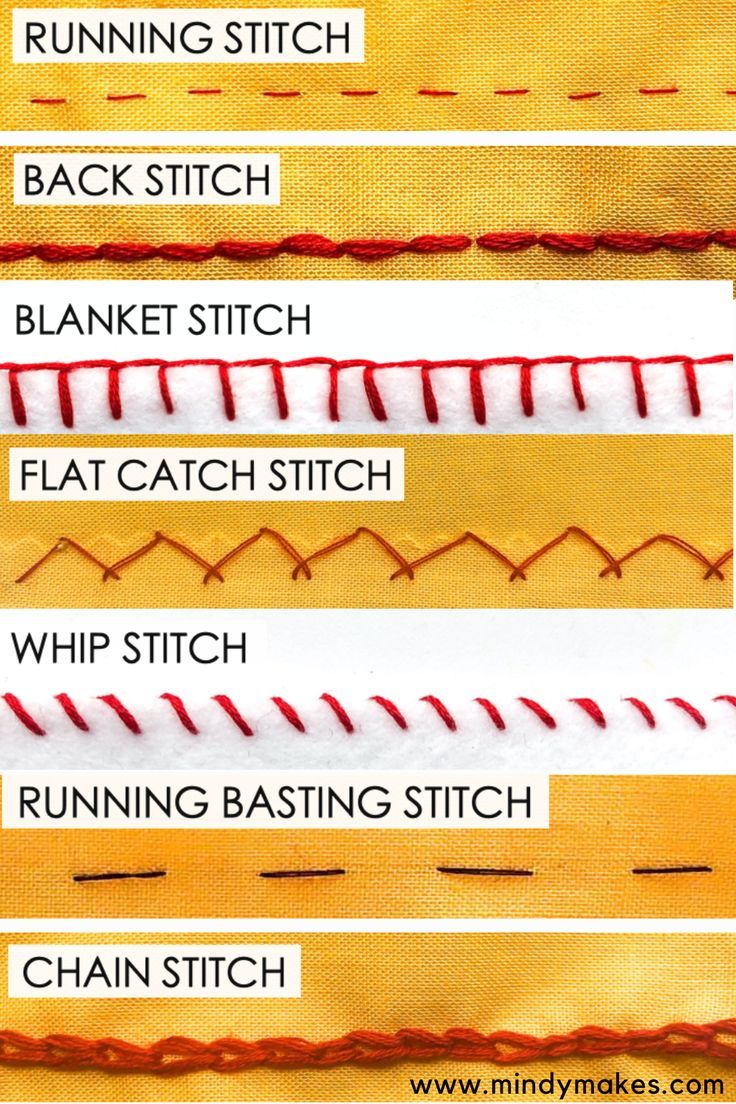 RUNNING STITCH
BACK STITCH
BLANKET STITCH
FLAT CATCH STITCH
WHIP STITCH
RUNNING BASTING STITCH
CHAIN STITCH
www.mindymakes.com